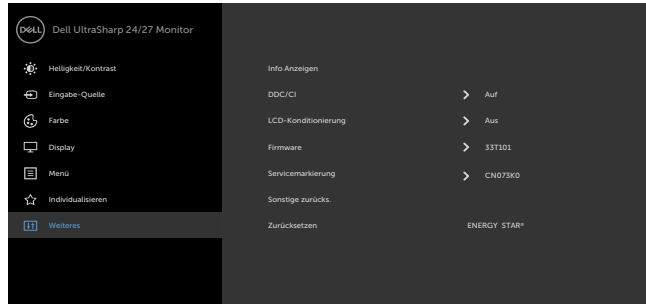 DELL Dell UltraSharp 24/27 Monitor
Helligkeit/Kontrast Info Anzeigen
Eingabe-Quelle DDC/CI Auf
Farbe LCD-Konditionierung Aus
Display Firmware 33T101
Menü Servicemarkierung CN073K0
Individualisieren Sonstige zurücks.
Weiteres Zurücksetzen ENERGY STAR®